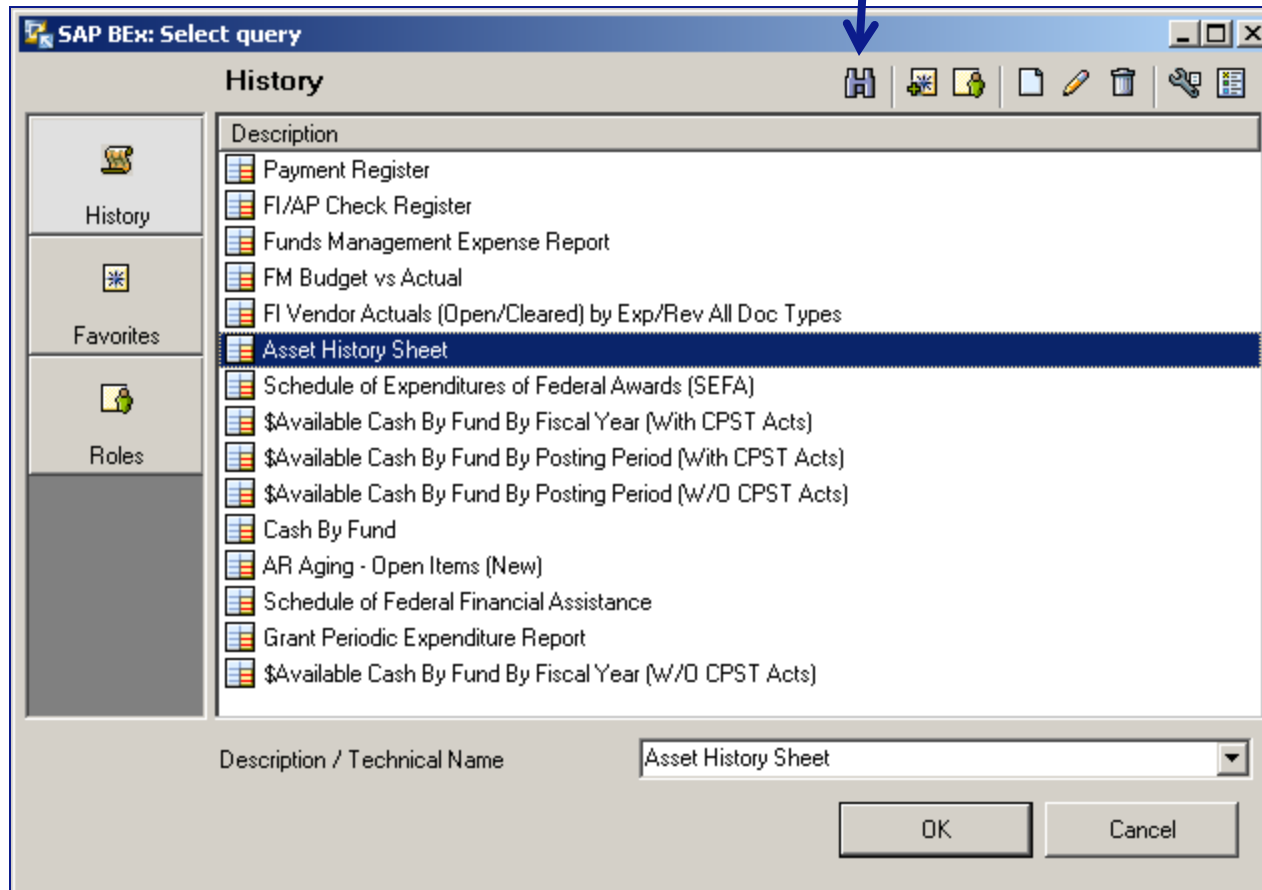 SAP BEx: Select query
History
Description
History
Favorites
Roles
Payment Register
FI/AP Check Register
Funds Management Expense Report
FM Budget vs Actual
FI Vendor Actuals (Open/Cleared) by Exp/Rev All Doc Types
Asset History Sheet
Schedule of Expenditures of Federal Awards (SEFA)
$Available Cash By Fund By Fiscal Year (With CPST Acts)
$Available Cash By Fund By Posting Period (With CPST Acts)
$Available Cash By Fund By Posting Period (W/O CPST Acts)
Cash By Fund
AR Aging - Open Items (New)
Schedule of Federal Financial Assistance
Grant Periodic Expenditure Report
$Available Cash By Fund By Fiscal Year (W/O CPST Acts)
Description / Technical Name
Asset History Sheet
OK
Cancel